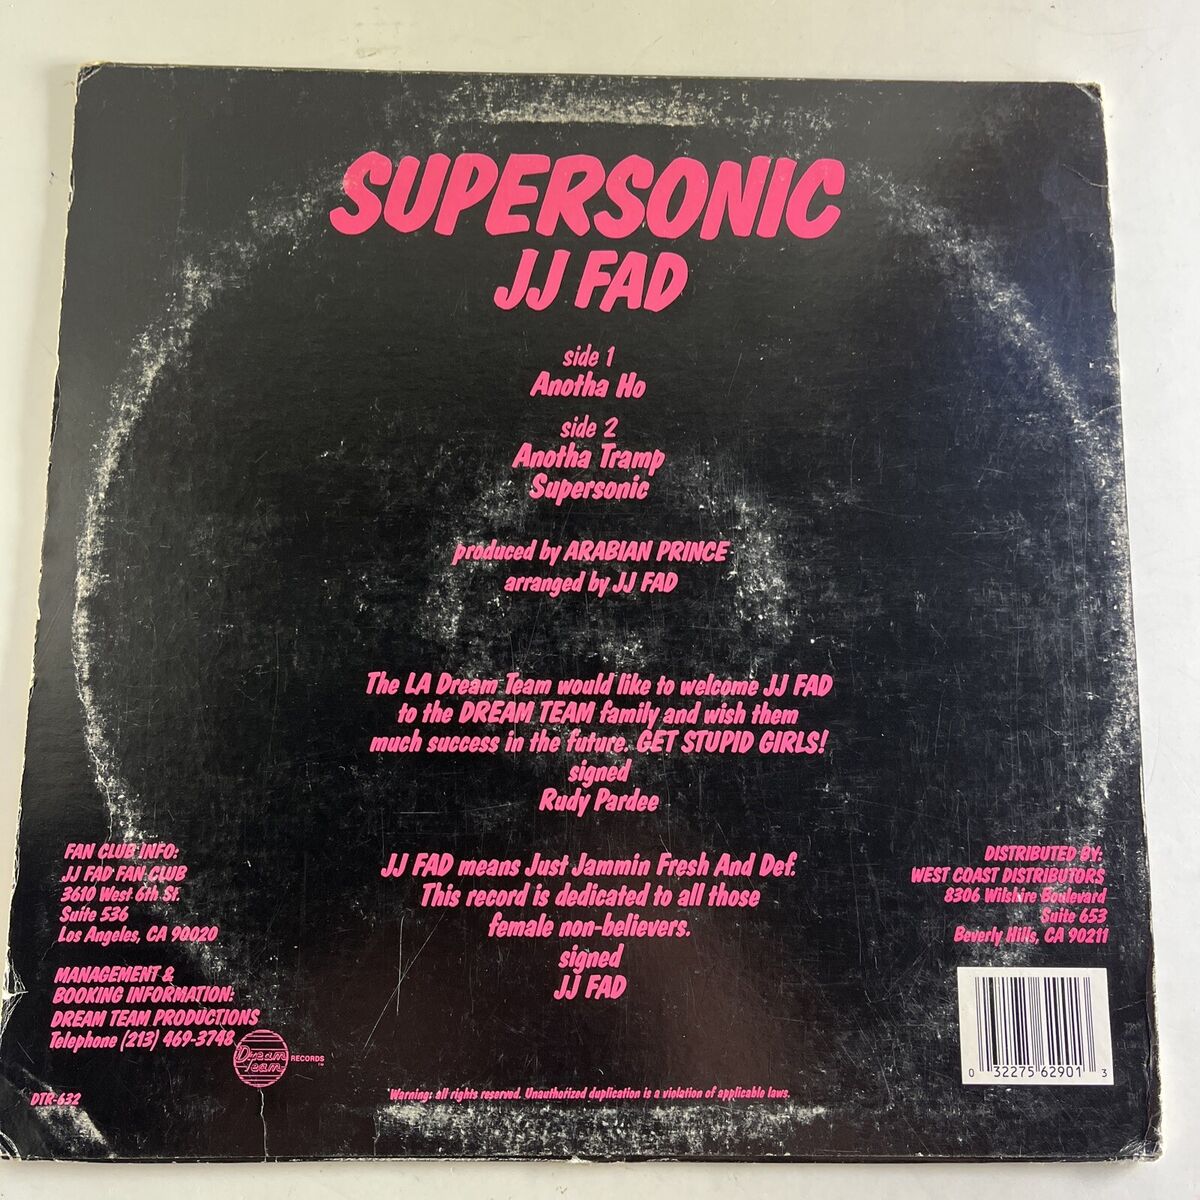 SUPERSONIC
JJ FAD
side 1
Anotha Ho
side 2
Anotha Tramp
Supersonic
produced by ARABIAN PRINCE
arranged by JJ FAD
The LA Dream Team would like to welcome JJ FAD
to the DREAM TEAM family and wish them
much success in the future. GET STUPID GIRLS!
signed
Rudy Pardee
JJ FAD means Just Jammin Fresh And Def.
This record is dedicated to all those
female non-believers.
signed
JJ FAD
FAN CLUB INFO:
JJ FAD FAN CLUB
3610 West 6th St.
Suite 536
Los Angeles, CA 90020
MANAGEMENT &
BOOKING INFORMATION:
DREAM TEAM PRODUCTIONS
Telephone (213) 469-3748
Dream
Team
RECORDS
TM
DTR-632
DISTRIBUTED BY:
WEST COAST DISTRIBUTORS
8306 Wilshire Boulevard
Suite 653
Beverly Hills, CA 90211
0 32275 62901 3
Warning: all rights reserved. Unauthorized duplication is a violation of applicable laws.